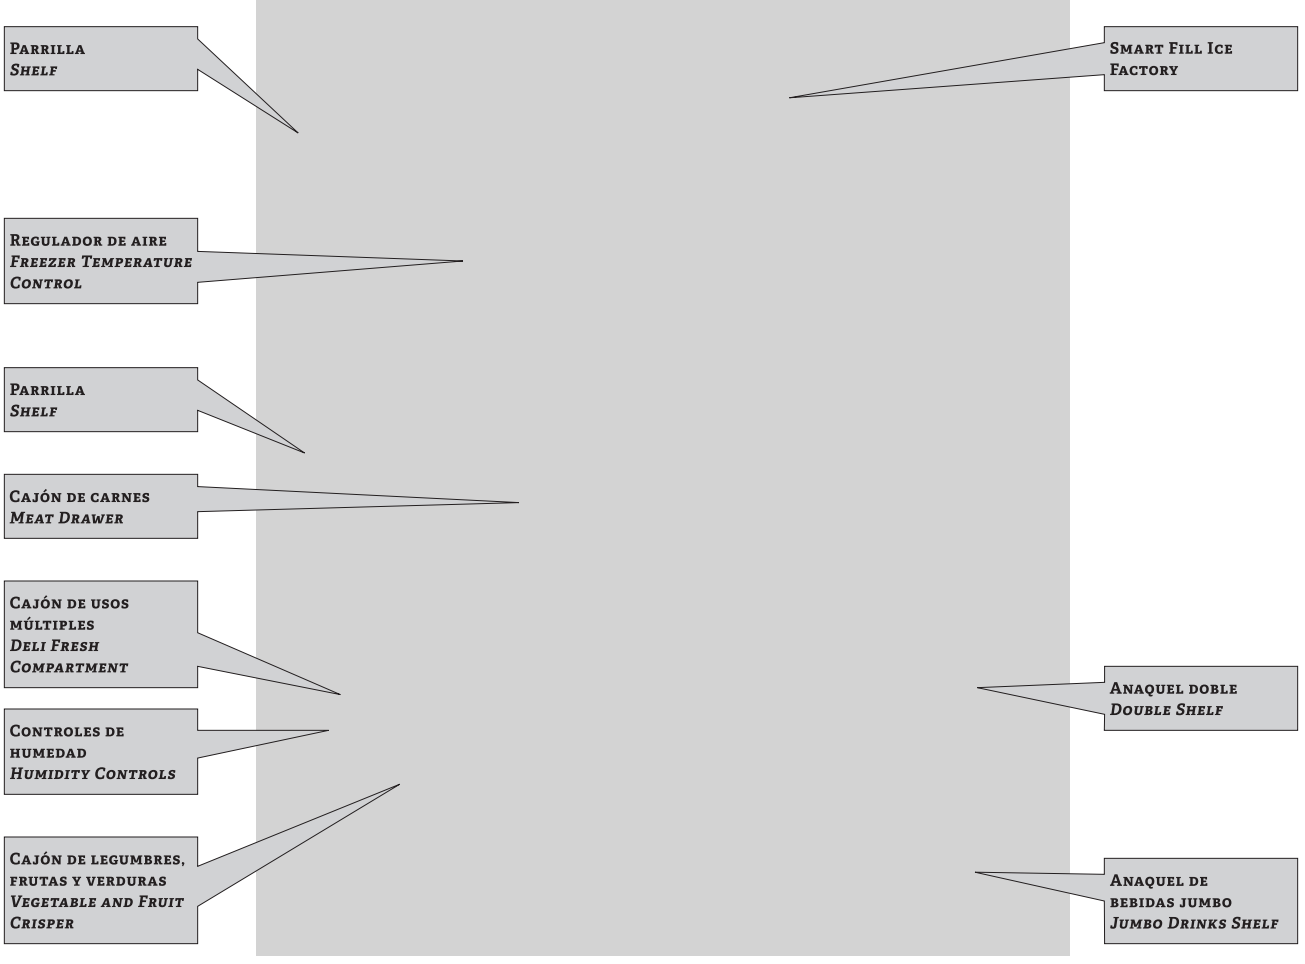 Parrilla
Shelf
Smart Fill Ice
Factory
Regulador de aire
Freezer Temperature
Control
Parrilla
Shelf
Cajón de carnes
Meat Drawer
Cajón de usos
múltiples
Deli Fresh
Compartment
Anaquel doble
Double Shelf
Controles de
humedad
Humidity Controls
Cajón de legumbres,
frutas y verduras
Vegetable and Fruit
Crisper
Anaquel de
bebidas jumbo
Jumbo Drinks Shelf